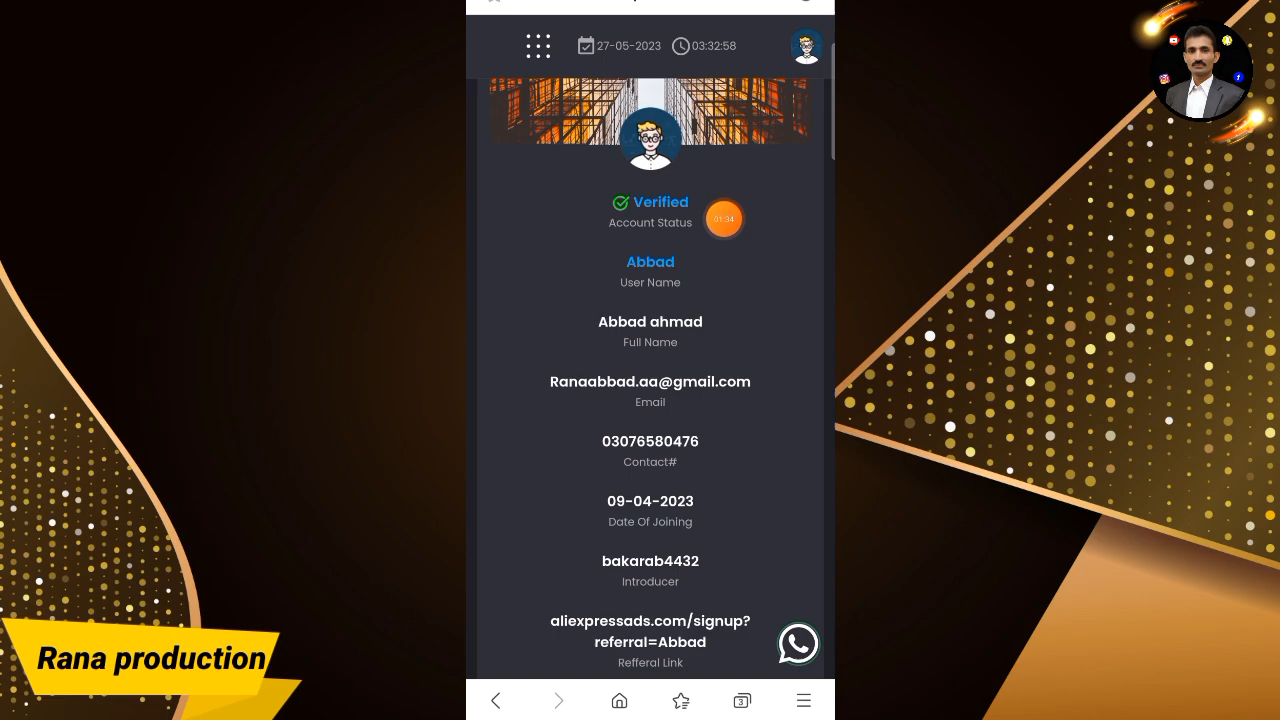 27-05-2023 03:32:58
Verified
01:34
Account Status
Abbad
User Name
Abbad ahmad
Full Name
Ranaabbad.aa@gmail.com
Email
03076580476
Contact#
09-04-2023
Date Of Joining
bakarab4432
Introducer
aliexpressads.com/signup?
referral=Abbad
Refferal Link
3
Rana production